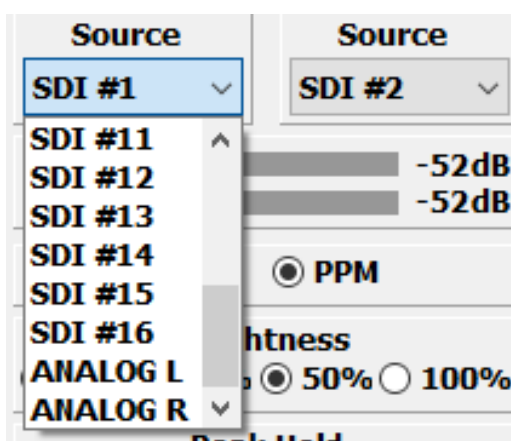 Source Source
SDI #1 SDI #2
SDI #11
SDI #12
-52dB
SDI #13
-52dB
SDI #14
PPM
SDI #15
SDI #16
ANALOG L
50% 100%
ANALOG R